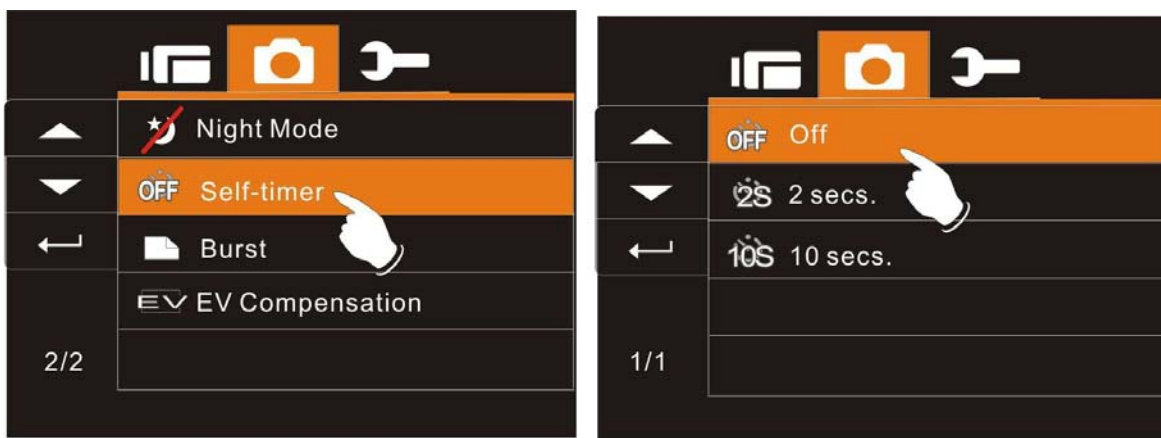 Night Mode
OFF Self-timer
Burst
EV EV Compensation
2/2
OFF Off
2S 2 secs.
10S 10 secs.
1/1